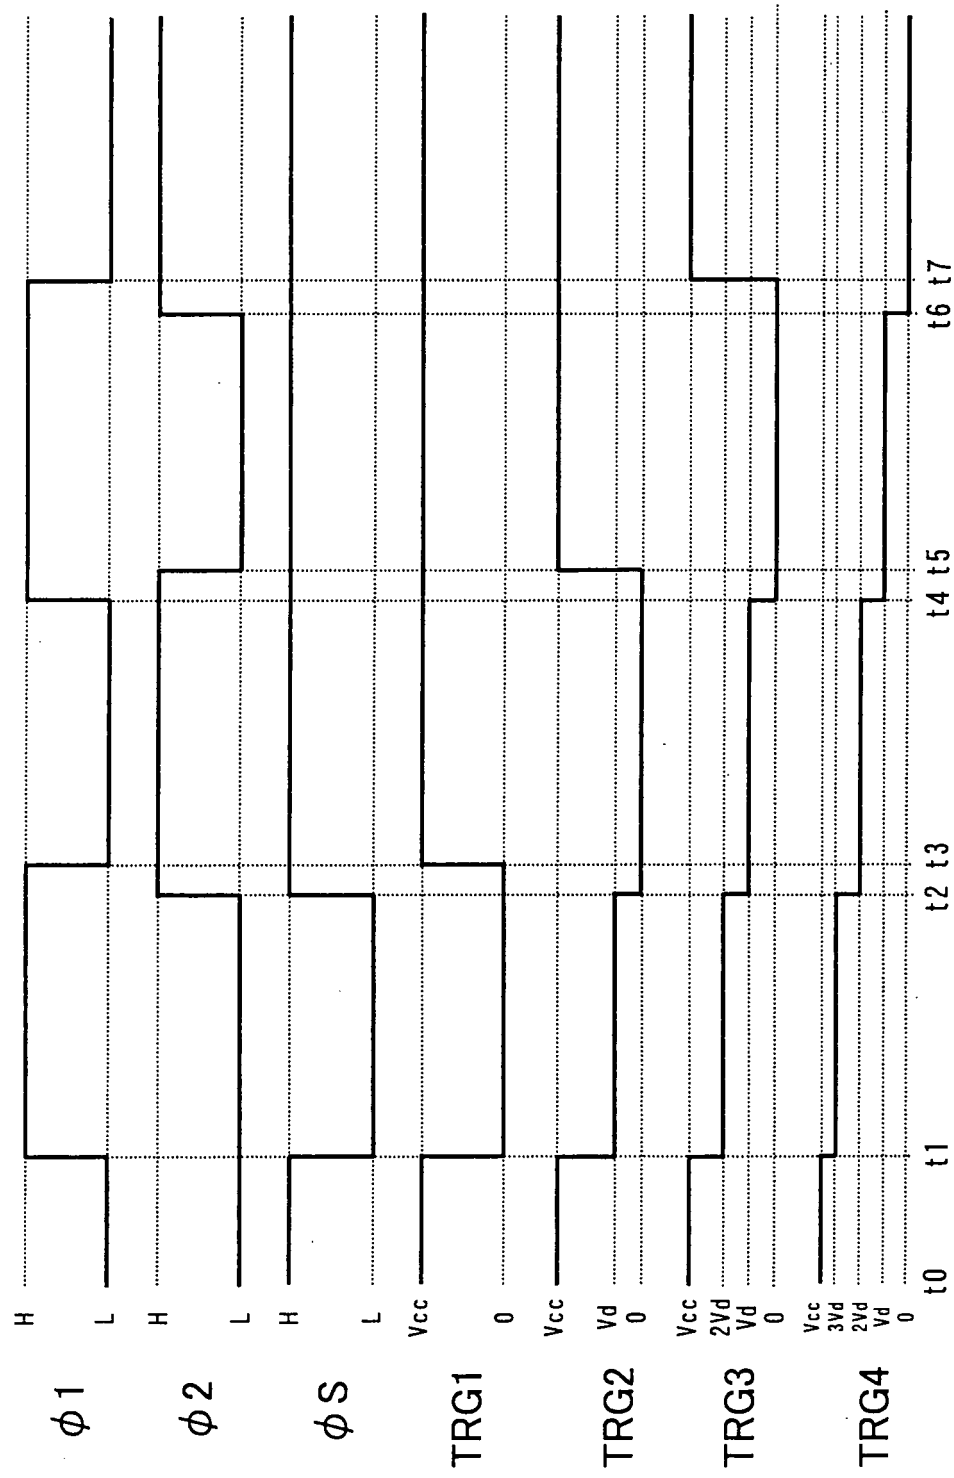 φ1
H
L
φ2
H
L
φS
H
L
TRG1
Vcc
0
TRG2
Vcc
Vd
0
TRG3
Vcc
2Vd
Vd
0
TRG4
Vcc
3Vd
2Vd
Vd
0
t0 t1 t2 t3 t4 t5 t6 t7